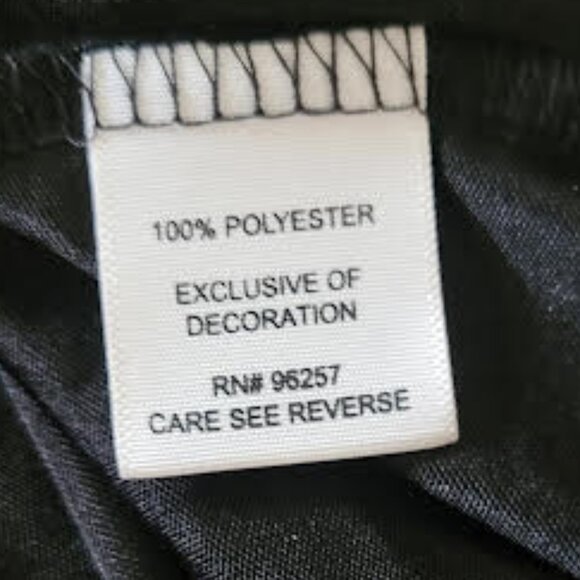 100% POLYESTER
EXCLUSIVE OF
DECORATION
RN# 96257
CARE SEE REVERSE